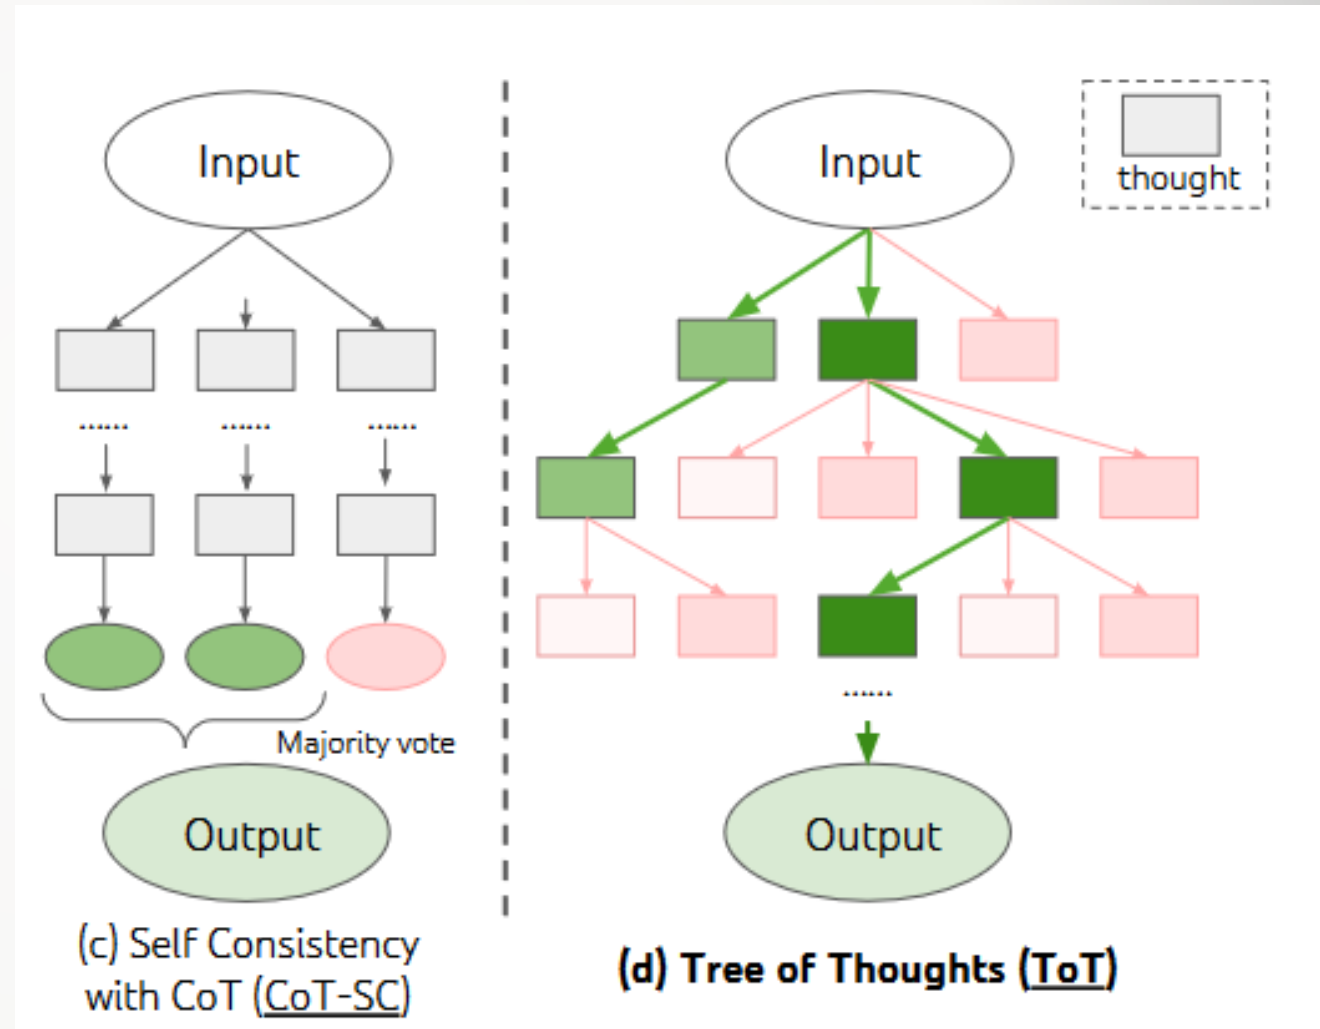 Input
......
......
......
Majority vote
Output
(c) Self Consistency
with CoT (CoT-SC)
Input
thought
......
Output
(d) Tree of Thoughts (ToT)